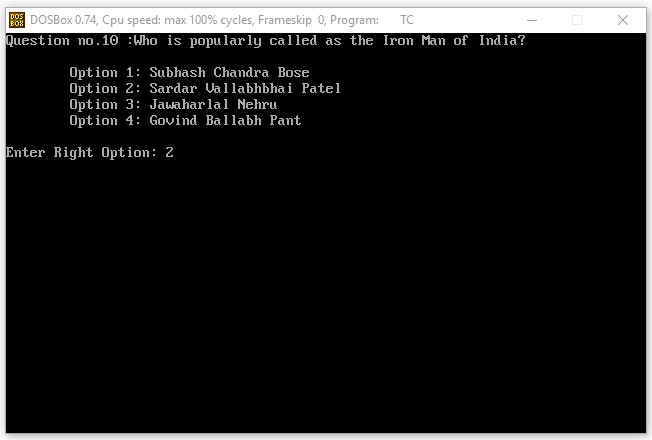 DOSBox 0.74, Cpu speed: max 100% cycles, Frameskip 0, Program: TC
Question no.10 :Who is popularly called as the Iron Man of India?
Option 1: Subhash Chandra Bose
Option 2: Sardar Vallabhbhai Patel
Option 3: Jawaharlal Nehru
Option 4: Govind Ballabh Pant
Enter Right Option: 2